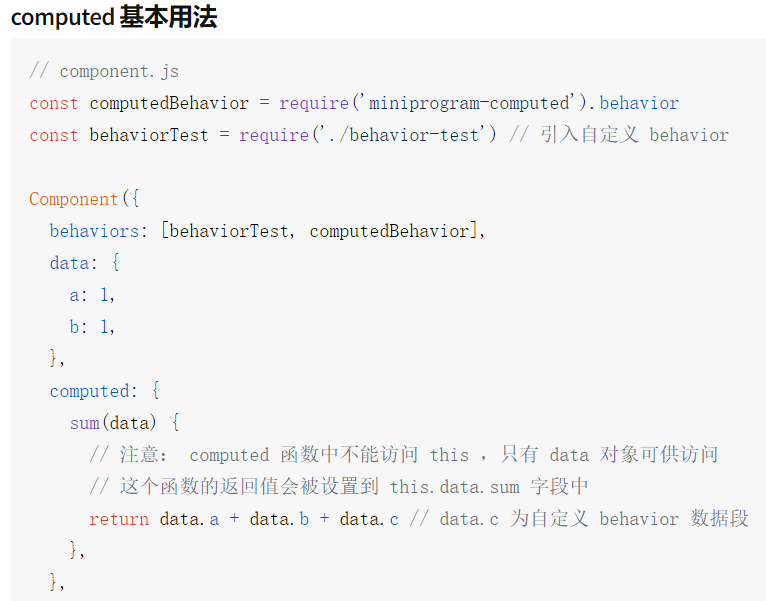 computed 基本用法
// component.js
const computedBehavior = require('miniprogram-computed').behavior
const behaviorTest = require('./behavior-test') // 引入自定义 behavior
Component({
  behaviors: [behaviorTest, computedBehavior],
  data: {
    a: 1,
    b: 1,
  },
  computed: {
    sum(data) {
      // 注意： computed 函数中不能访问 this ，只有 data 对象可供访问
      // 这个函数的返回值会被设置到 this.data.sum 字段中
      return data.a + data.b + data.c // data.c 为自定义 behavior 数据段
    },
  },